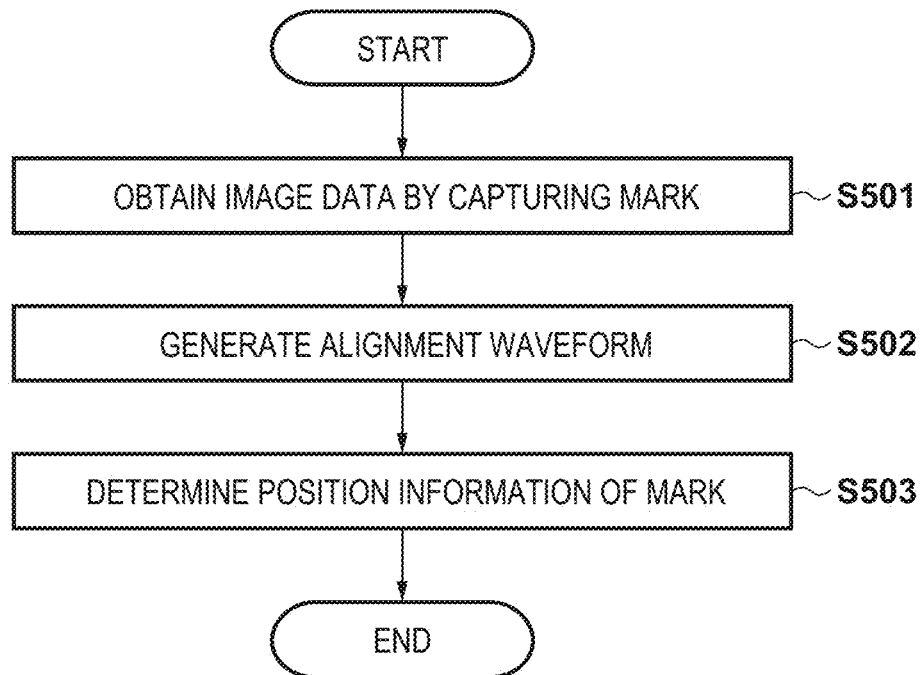 START
OBTAIN IMAGE DATA BY CAPTURING MARK S501
GENERATE ALIGNMENT WAVEFORM S502
DETERMINE POSITION INFORMATION OF MARK S503
END